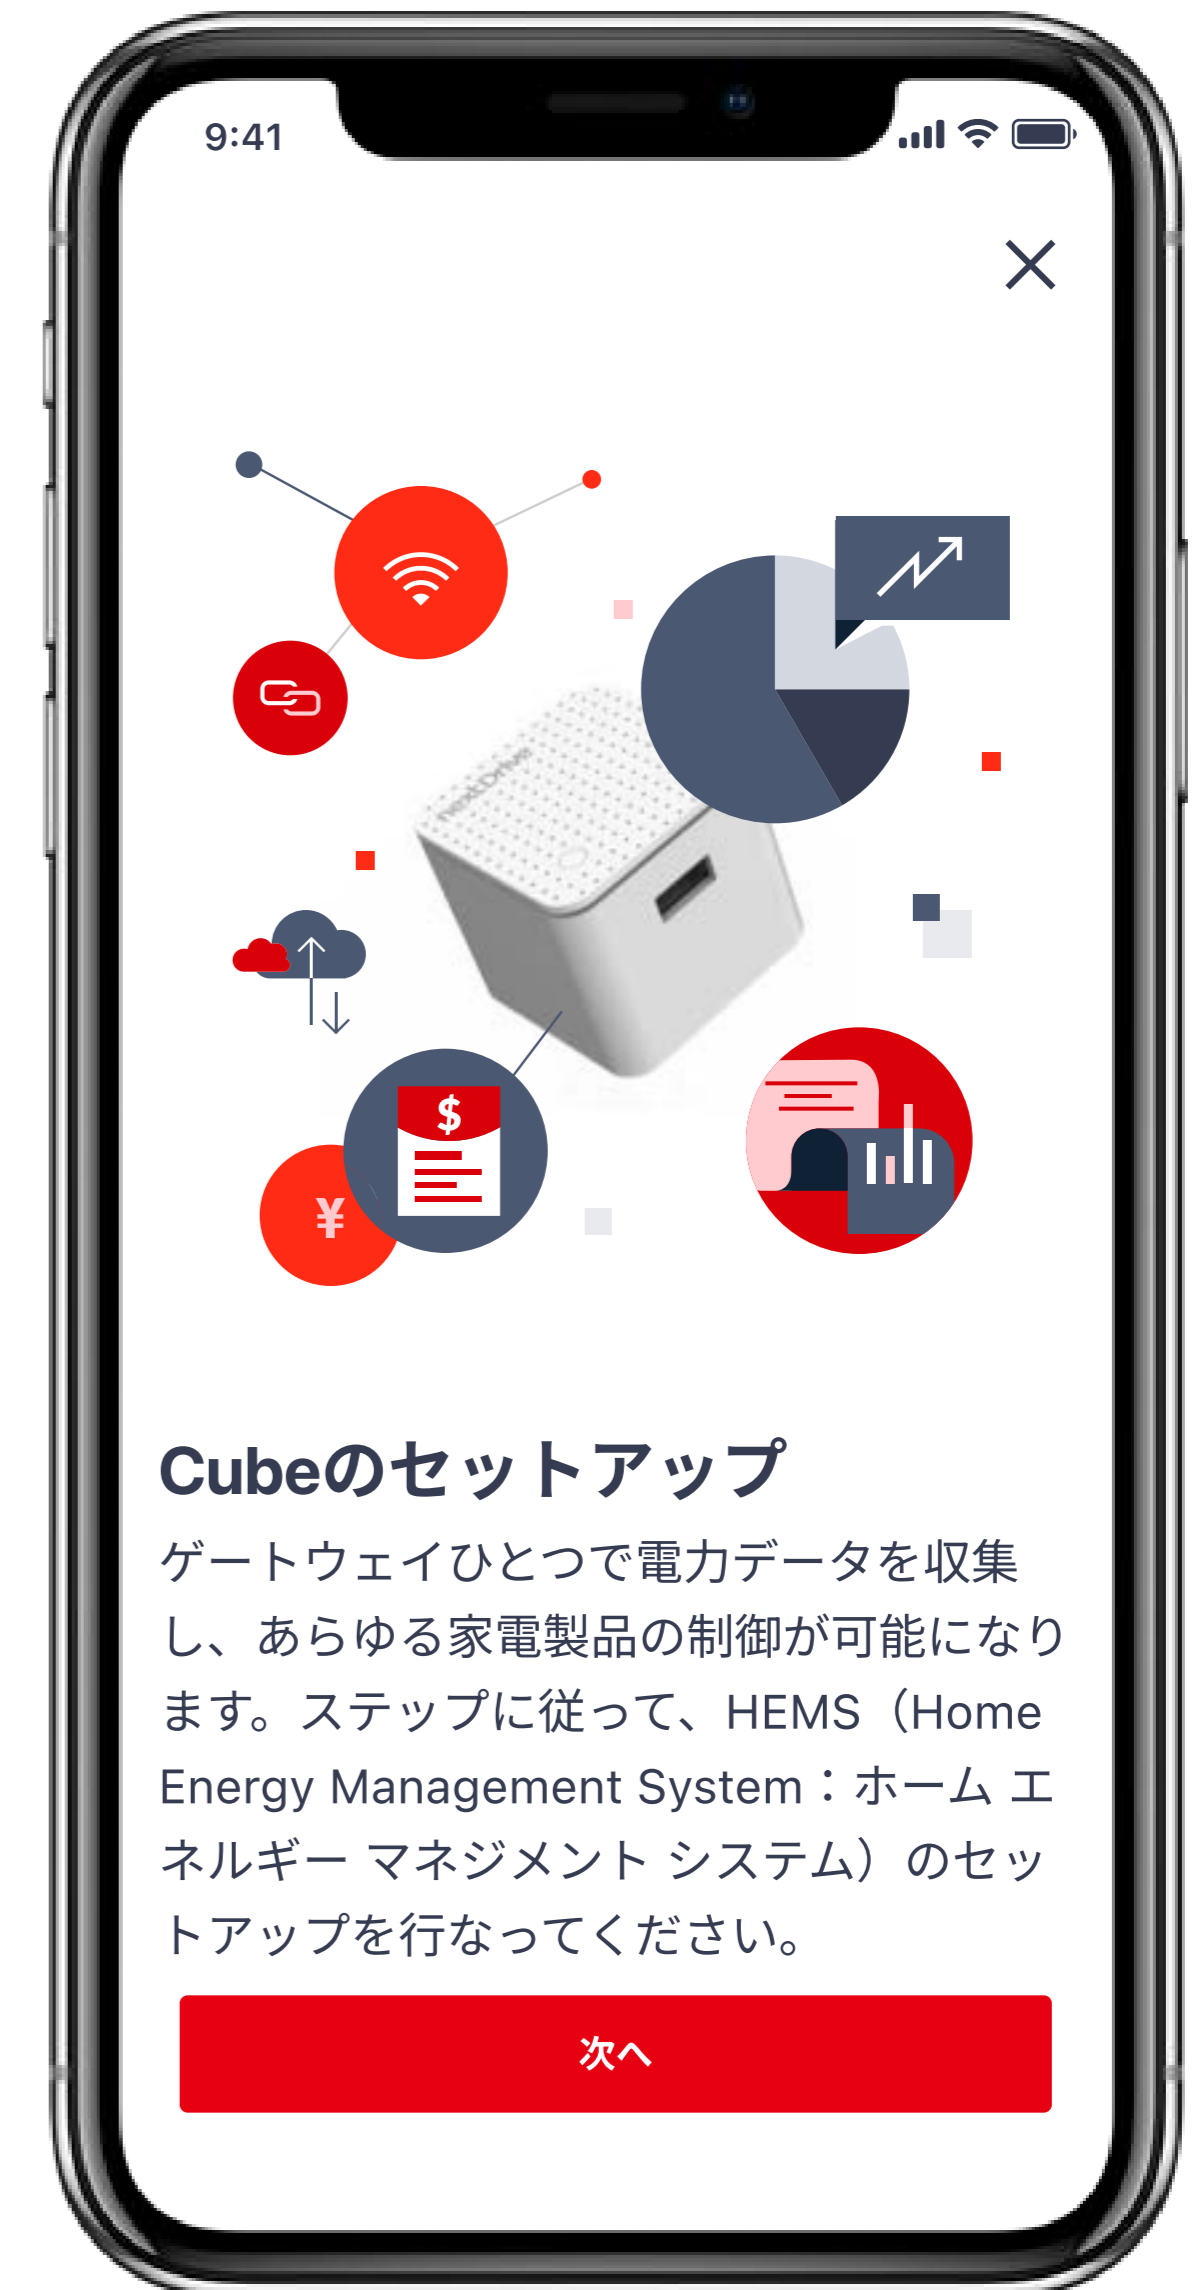 9:41
nextDrive
$
¥
Cubeのセットアップ
ゲートウェイひとつで電力データを収集
し、あらゆる家電製品の制御が可能になり
ます。ステップに従って、HEMS（Home
Energy Management System：ホーム エ
ネルギー マネジメント システム）のセッ
トアップを行なってください。
次へ